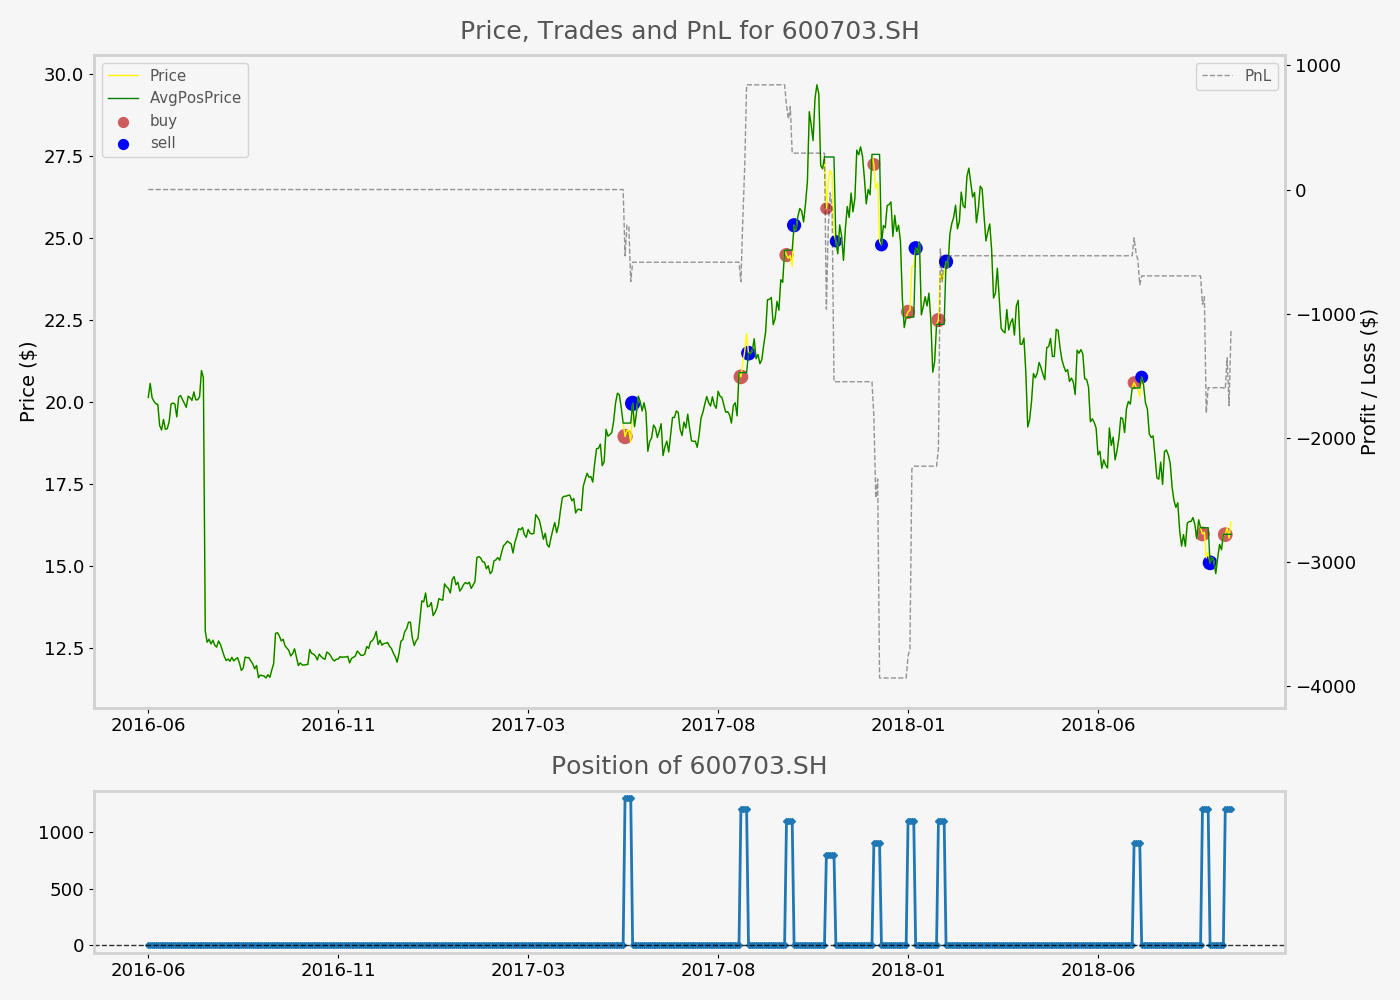 Price, Trades and PnL for 600703.SH
Price
AvgPosPrice
buy
sell
PnL
30.0
27.5
25.0
22.5
20.0
17.5
15.0
12.5
Price ($)
1000
0
−1000
−2000
−3000
−4000
Profit / Loss ($)
2016-06 2016-11 2017-03 2017-08 2018-01 2018-06
Position of 600703.SH
1000
500
0
2016-06 2016-11 2017-03 2017-08 2018-01 2018-06